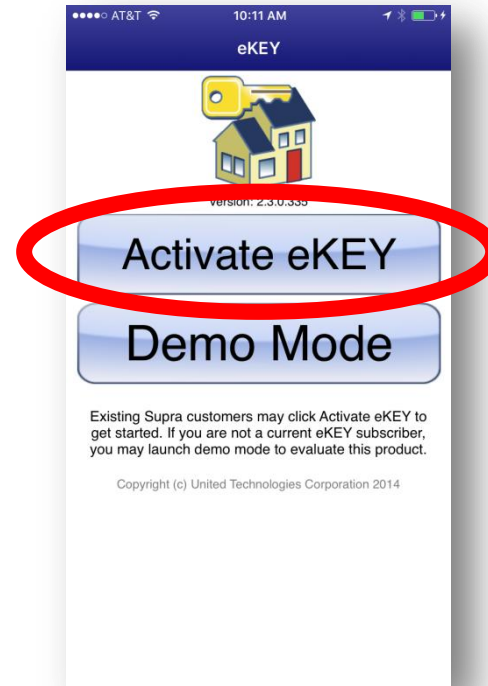 AT&T 10:11 AM
eKEY
Version: 2.3.0.335
Activate eKEY
Demo Mode
Existing Supra customers may click Activate eKEY to
get started. If you are not a current eKEY subscriber,
you may launch demo mode to evaluate this product.
Copyright (c) United Technologies Corporation 2014